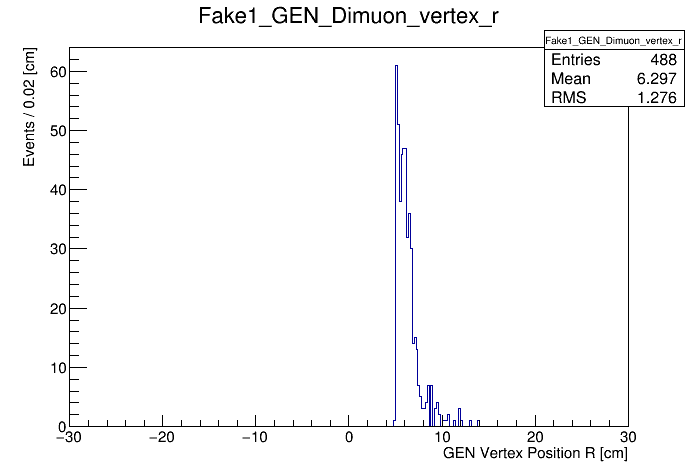 Fake1_GEN_Dimuon_vertex_r
Fake1_GEN_Dimuon_vertex_r
Entries 488
Mean 6.297
RMS 1.276
Events / 0.02 [cm]
60
50
40
30
20
10
0
−30 −20 −10 0 10 20 30
GEN Vertex Position R [cm]